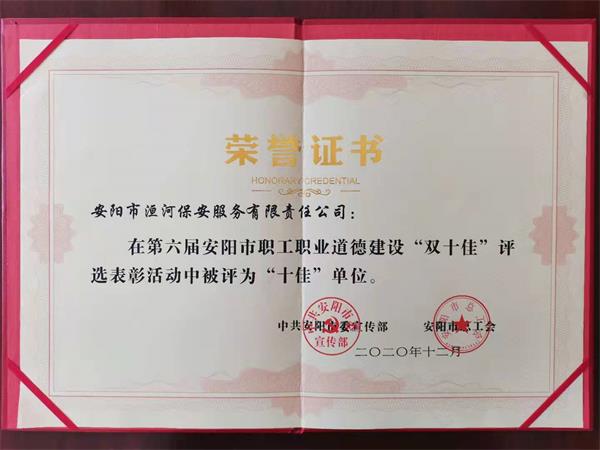 荣誉证书
HONORARY CREDENTIAL
安阳市洹河保安服务有限责任公司：
在第六届安阳市职工职业道德建设“双十佳”评
选表彰活动中被评为“十佳”单位。
中共安阳市委宣传部 安阳市总工会
二〇二〇年十二月
宣传部